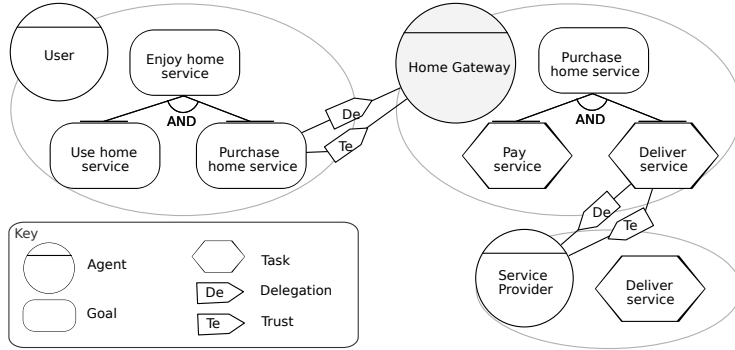 User
Enjoy home
service
AND
Use home
service
Purchase
home service
De
Te
Home Gateway
Purchase
home service
AND
Pay
service
Deliver
service
De
Te
Service
Provider
Deliver
service
Key
Agent
Goal
Task
De
Delegation
Te
Trust